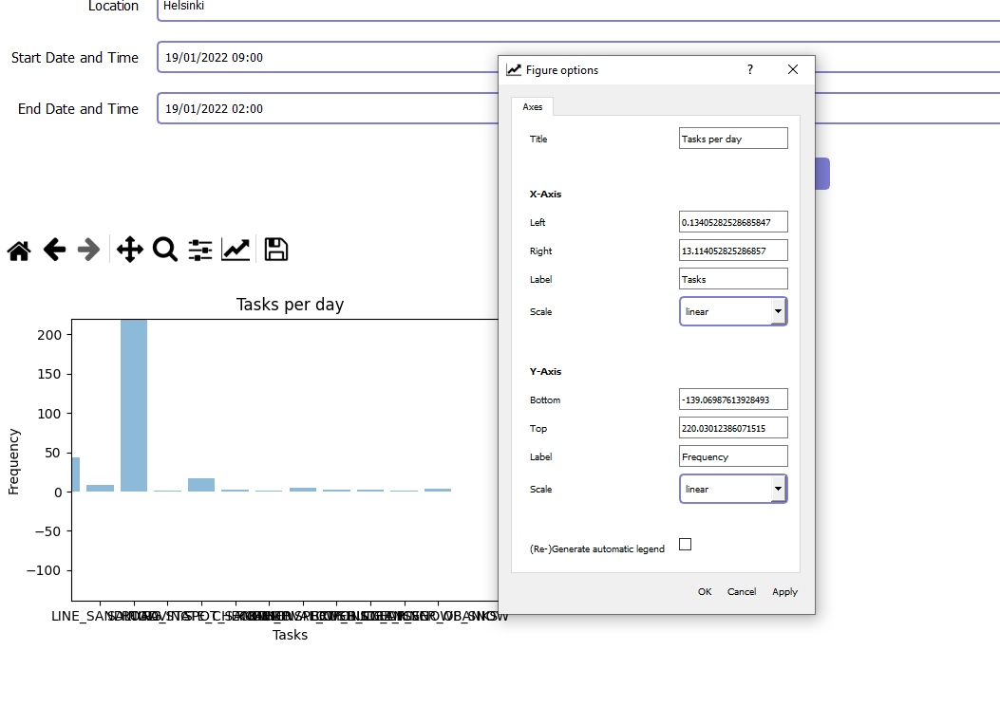 Location
Helsinki
Start Date and Time
19/01/2022 09:00
End Date and Time
19/01/2022 02:00
Figure options
?
Axes
Title
Tasks per day
X-Axis
Left
0.13405282528685847
Right
13.114052825286857
Label
Tasks
Scale
linear
Y-Axis
Bottom
-139.06987613928493
Top
220.03012386071515
Label
Frequency
Scale
linear
(Re-)Generate automatic legend
OK
Cancel
Apply
Tasks per day
200
150
100
50
0
−50
−100
Frequency
Tasks